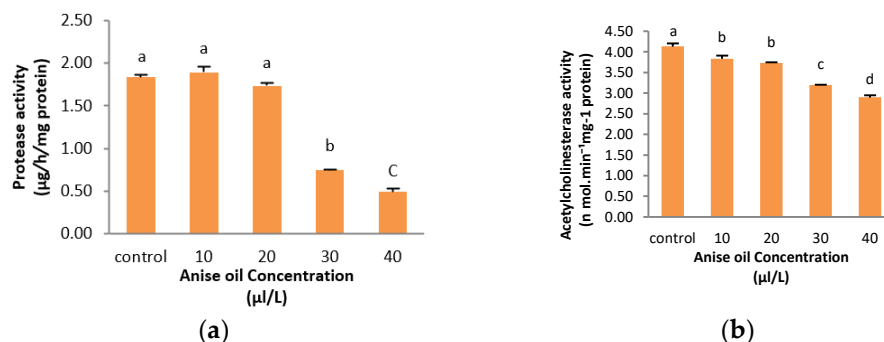 Protease activity
(µg/h/mg protein)
2.50
2.00
1.50
1.00
0.50
0.00
a
a
a
b
C
control 10 20 30 40
Anise oil Concentration
(µl/L)
(a)
Acetylcholinesterase activity
(n mol.min⁻¹mg-1 protein)
4.50
4.00
3.50
3.00
2.50
2.00
1.50
1.00
0.50
0.00
a
b
b
c
d
control 10 20 30 40
Anise oil Concentration
(µl/L)
(b)